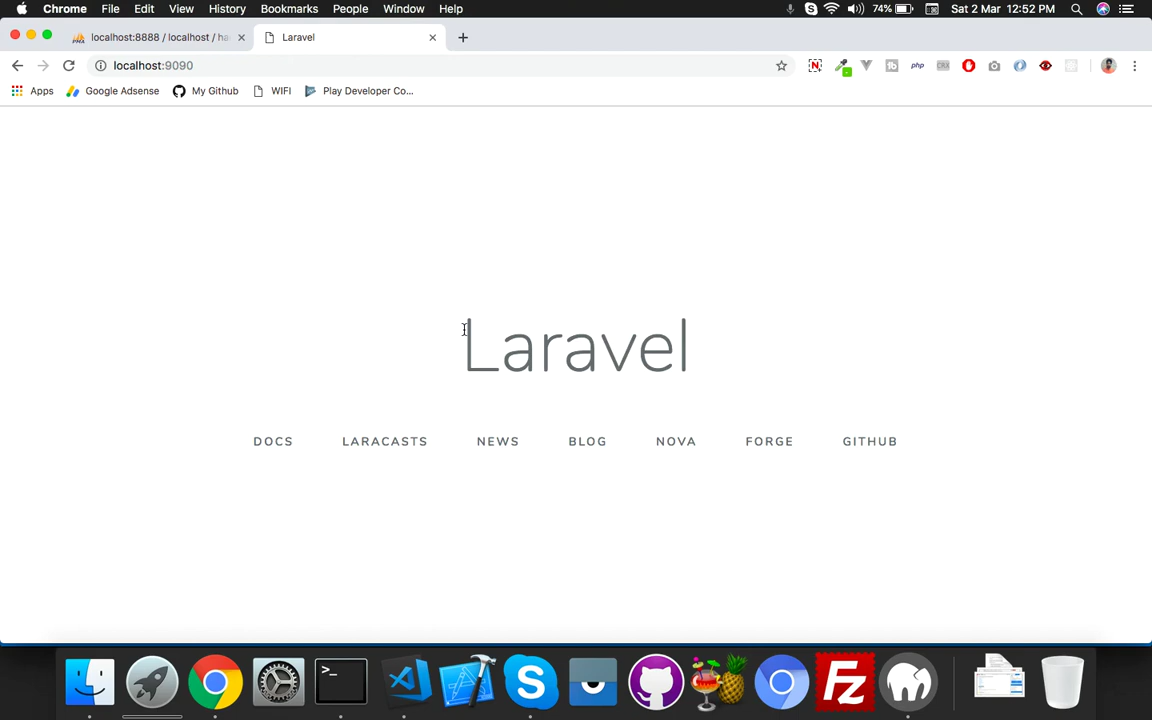 Chrome File Edit View History Bookmarks People Window Help 74% Sat 2 Mar 12:52 PM
localhost:8888 / localhost / ha
Laravel
localhost:9090
php
Apps Google Adsense My Github WIFI Play Developer Co...
Laravel
DOCS LARACASTS NEWS BLOG NOVA FORGE GITHUB